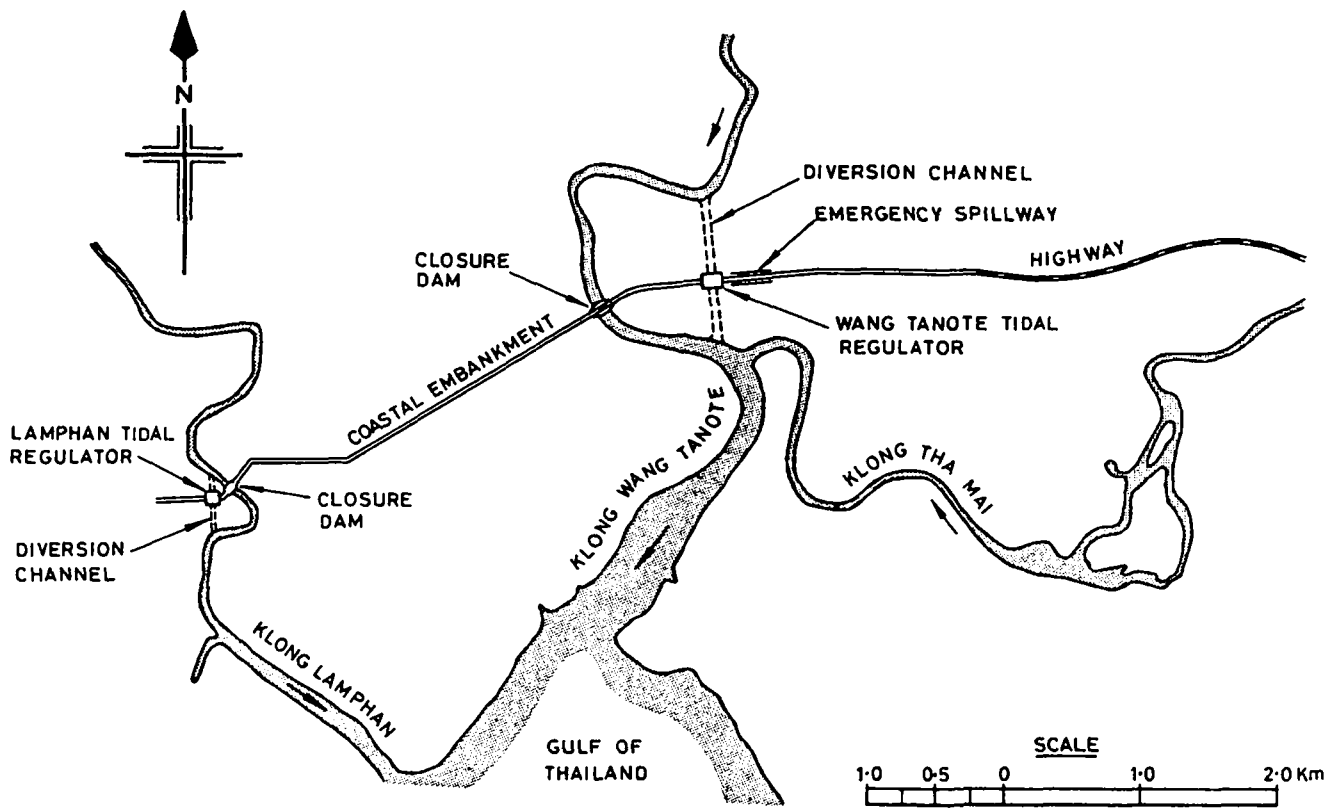 N
DIVERSION CHANNEL
EMERGENCY SPILLWAY
HIGHWAY
CLOSURE
DAM
WANG TANOTE TIDAL
REGULATOR
COASTAL EMBANKMENT
LAMPHAN TIDAL
REGULATOR
CLOSURE
DAM
DIVERSION
CHANNEL
KLONG WANG TANOTE
KLONG THA MAI
KLONG LAMPHAN
GULF OF
THAILAND
SCALE
1·0 0·5 0 1·0 2·0 Km